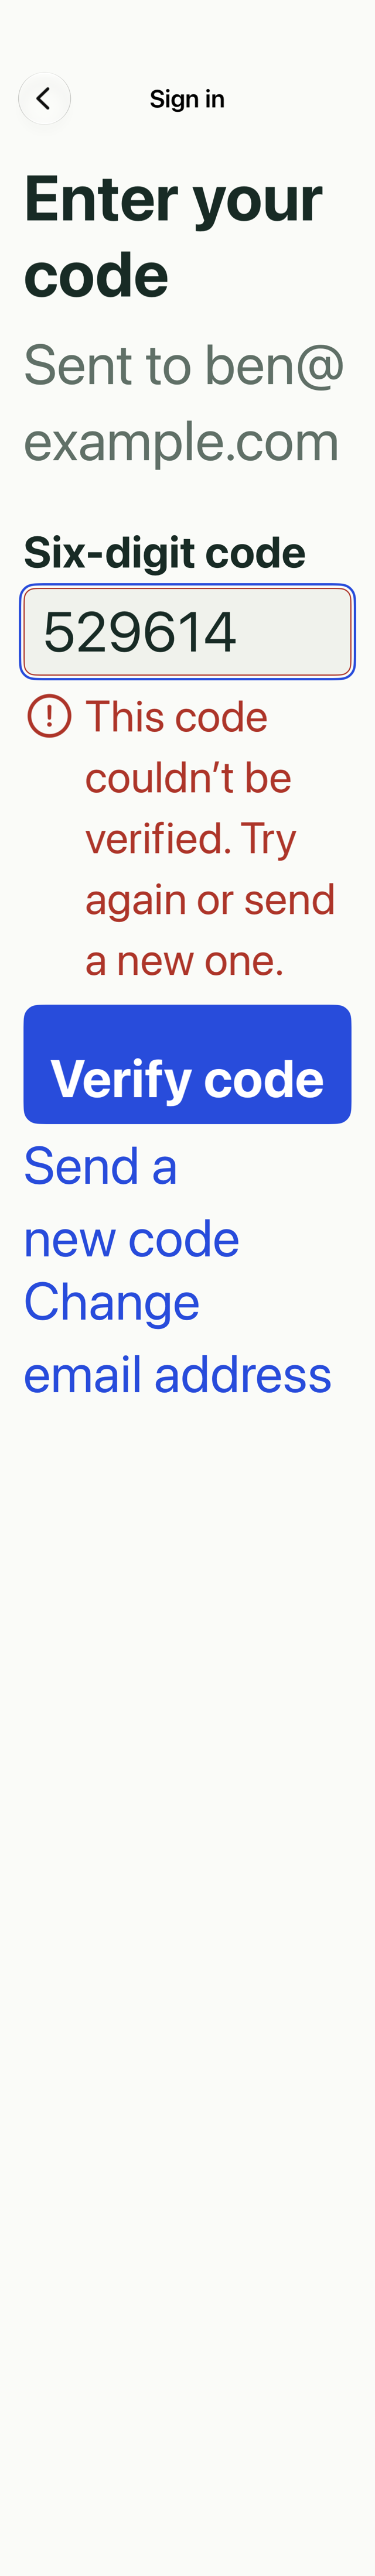 Sign in
Enter your
code
Sent to ben@
example.com
Six-digit code
529614
This code
couldn’t be
verified. Try
again or send
a new one.
Verify code
Send a
new code
Change
email address